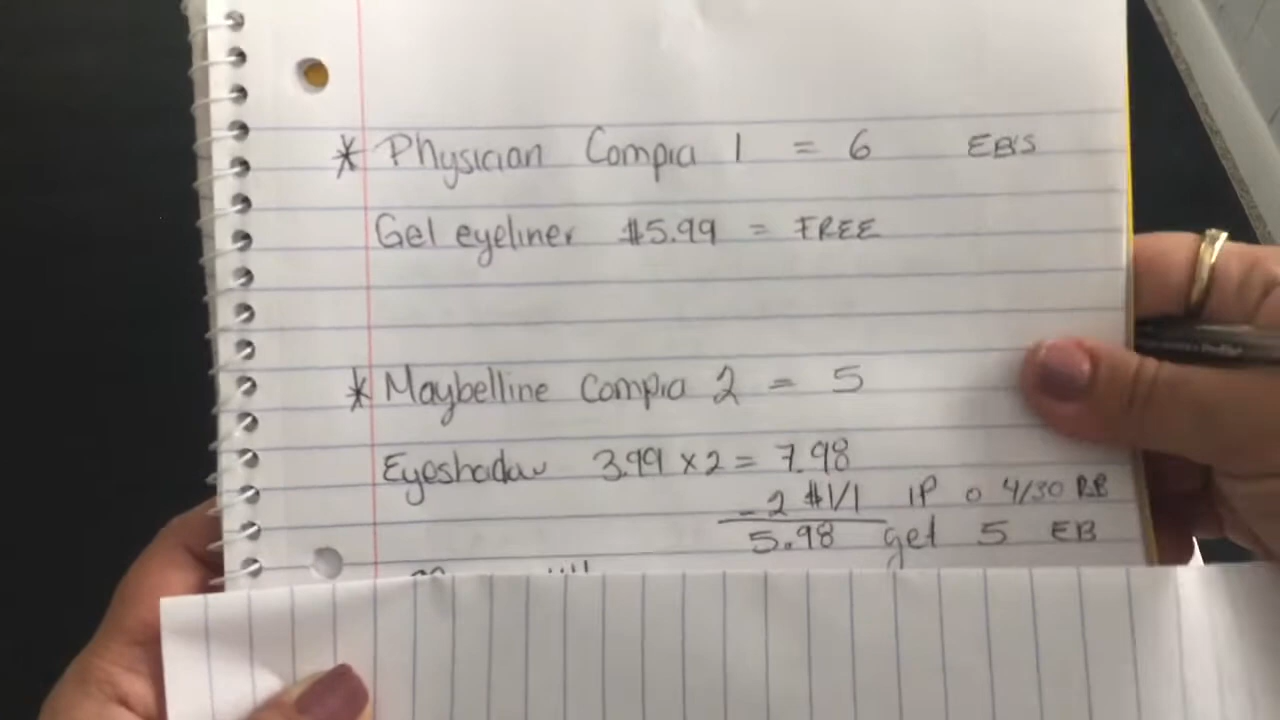 * Physician Compra 1 = 6 EB'S
Gel eyeliner $5.99 = FREE
* Maybelline Compra 2 = 5
Eyeshadow 3.99 x 2 = 7.98
- 2 $1/1 IP o 4/30 RP
5.98 get 5 EB